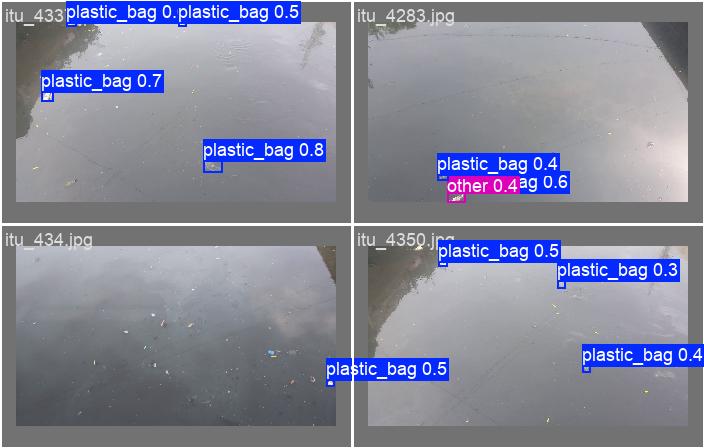 itu_433
plastic_bag 0.
plastic_bag 0.5
plastic_bag 0.7
plastic_bag 0.8
itu_4283.jpg
plastic_bag 0.4
other 0.4
ag 0.6
itu_434.jpg
plastic_bag 0.5
itu_4350.jpg
plastic_bag 0.5
plastic_bag 0.3
plastic_bag 0.4